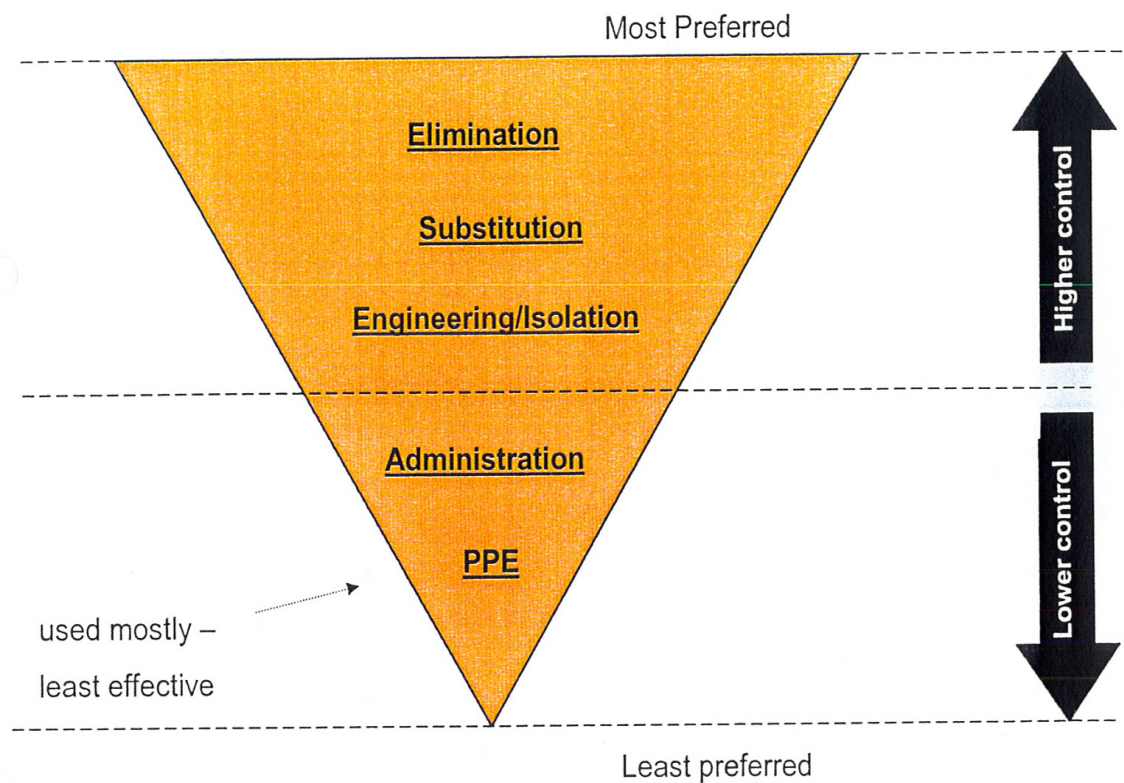 Most Preferred
Elimination
Substitution
Engineering/Isolation
Higher control
Administration
PPE
Lower control
used mostly –
least effective
Least preferred